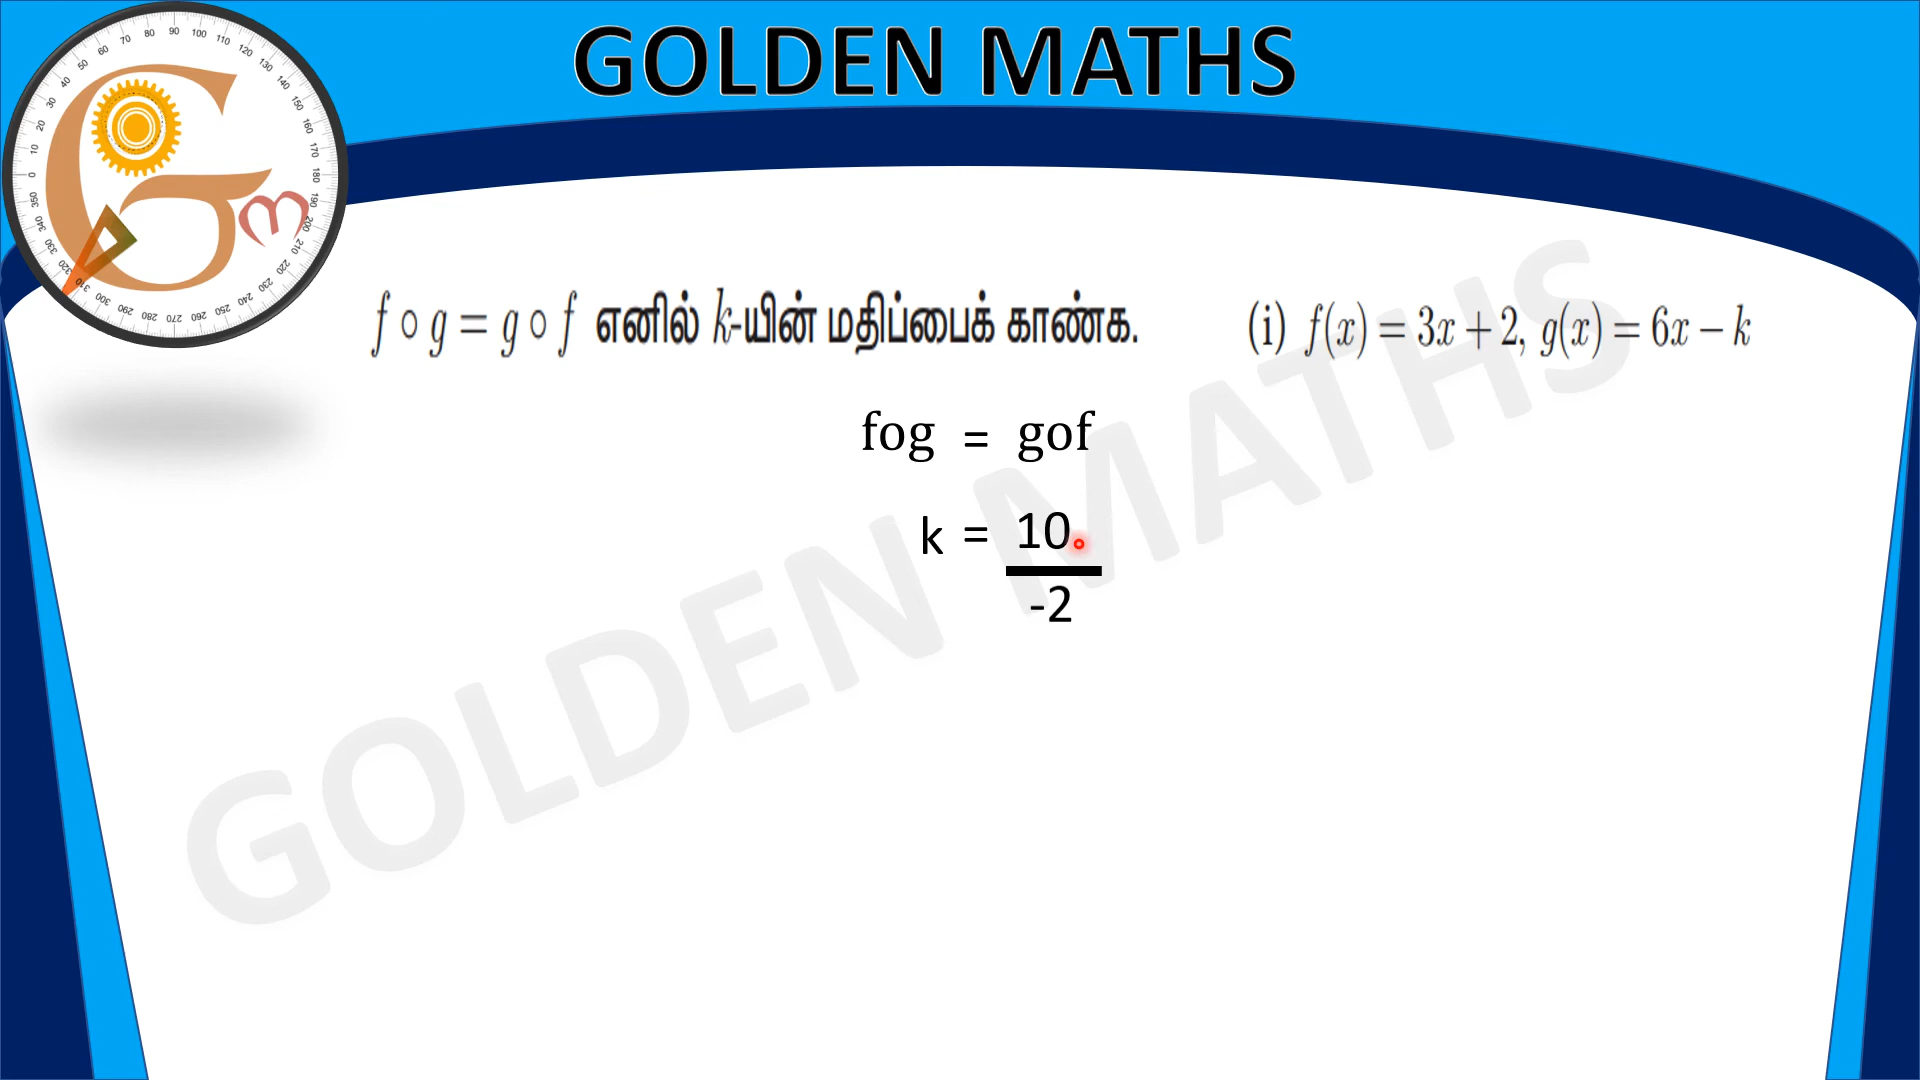 GOLDEN MATHS
f ∘ g = g ∘ f எனில் k-யின் மதிப்பைக் காண்க. (i) f(x) = 3x + 2, g(x) = 6x − k
fog = gof
k = 10
-2
GOLDEN MATHS